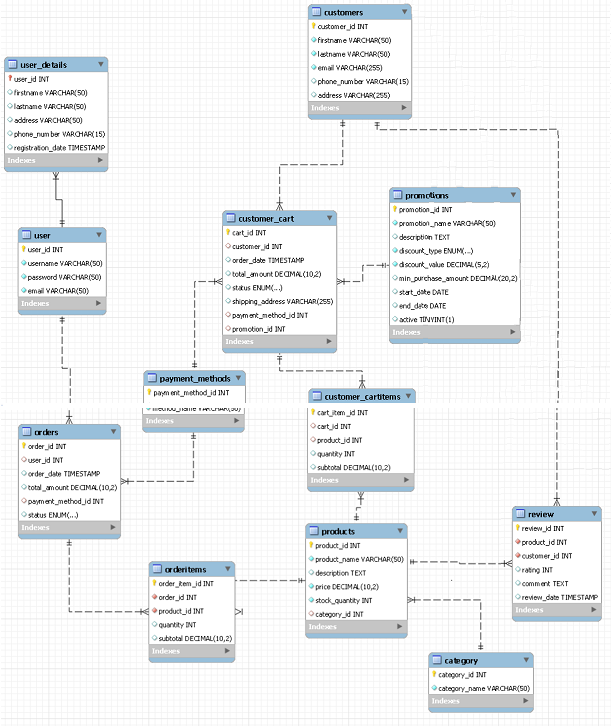 customers
customer_id INT
firstname VARCHAR(50)
lastname VARCHAR(50)
email VARCHAR(255)
phone_number VARCHAR(15)
address VARCHAR(255)
Indexes
user_details
user_id INT
firstname VARCHAR(50)
lastname VARCHAR(50)
address VARCHAR(50)
phone_number VARCHAR(15)
registration_date TIMESTAMP
Indexes
user
user_id INT
username VARCHAR(50)
password VARCHAR(50)
email VARCHAR(50)
Indexes
customer_cart
cart_id INT
customer_id INT
order_date TIMESTAMP
total_amount DECIMAL(10,2)
status ENUM(...)
shipping_address VARCHAR(255)
payment_method_id INT
promotion_id INT
Indexes
promotions
promotion_id INT
promotion_name VARCHAR(50)
description TEXT
discount_type ENUM(...)
discount_value DECIMAL(5,2)
min_purchase_amount DECIMAL(20,2)
start_date DATE
end_date DATE
active TINYINT(1)
Indexes
payment_methods
payment_method_id INT
method_name VARCHAR(50)
Indexes
customer_cartitems
cart_item_id INT
cart_id INT
product_id INT
quantity INT
subtotal DECIMAL(10,2)
Indexes
orders
order_id INT
user_id INT
order_date TIMESTAMP
total_amount DECIMAL(10,2)
payment_method_id INT
status ENUM(...)
Indexes
orderitems
order_item_id INT
order_id INT
product_id INT
quantity INT
subtotal DECIMAL(10,2)
Indexes
products
product_id INT
product_name VARCHAR(50)
description TEXT
price DECIMAL(10,2)
stock_quantity INT
category_id INT
Indexes
review
review_id INT
product_id INT
customer_id INT
rating INT
comment TEXT
review_date TIMESTAMP
Indexes
category
category_id INT
category_name VARCHAR(50)
Indexes